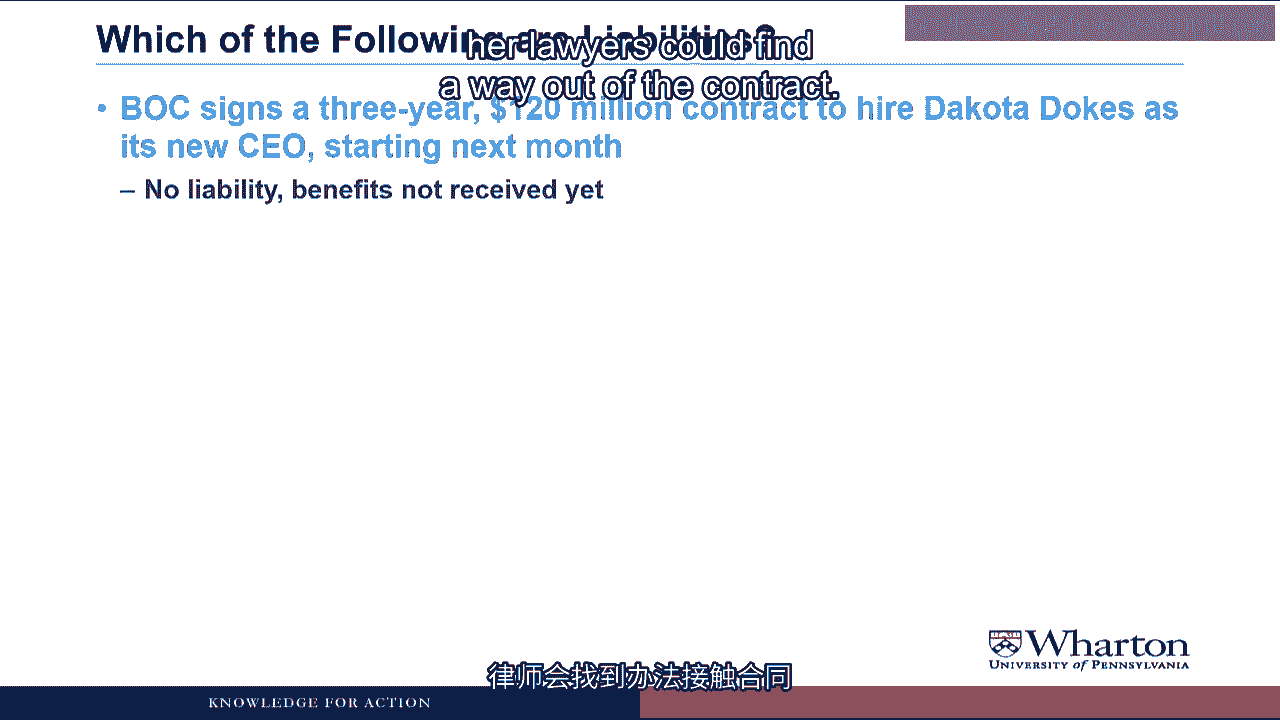 Which of the Following are Liabilities?
her lawyers could find
a way out of the contract.
• BOC signs a three-year, $120 million contract to hire Dakota Dokes as
its new CEO, starting next month
– No liability, benefits not received yet
Wharton
UNIVERSITY of PENNSYLVANIA
律师会找到办法接触合同
KNOWLEDGE FOR ACTION